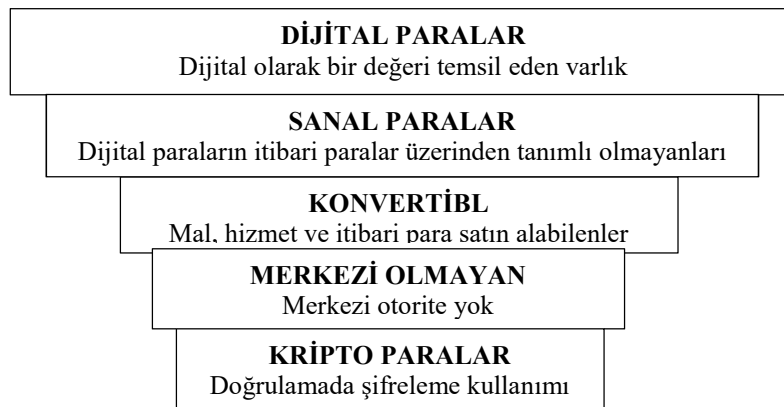 DİJİTAL PARALAR
Dijital olarak bir değeri temsil eden varlık
SANAL PARALAR
Dijital paraların itibari paralar üzerinden tanımlı olmayanları
KONVERTİBL
Mal, hizmet ve itibari para satın alabilenler
MERKEZİ OLMAYAN
Merkezi otorite yok
KRİPTO PARALAR
Doğrulamada şifreleme kullanımı